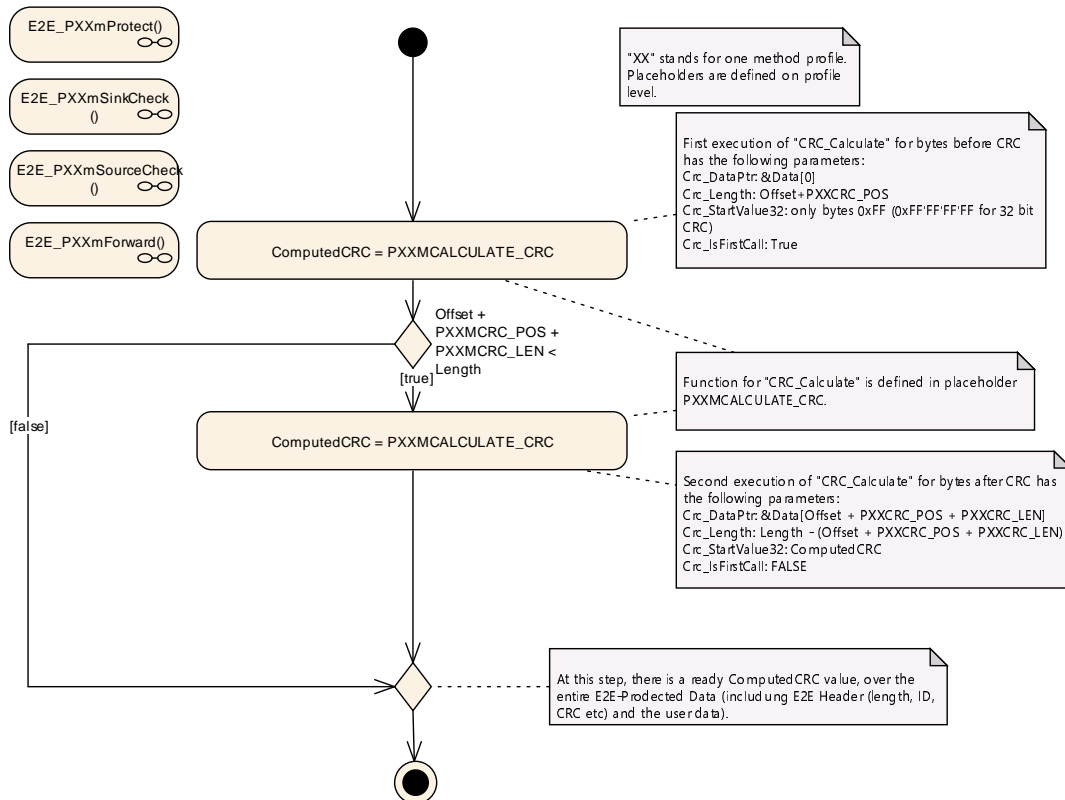 E2E_PXXmProtect()
E2E_PXXmSinkCheck
()
E2E_PXXmSourceCheck
()
E2E_PXXmForward()
"XX" stands for one method profile.
Placeholders are defined on profile
level.
First execution of "CRC_Calculate" for bytes before CRC
has the following parameters:
Crc_DataPtr: &Data[0]
Crc_Length: Offset+PXXCRC_POS
Crc_StartValue32: only bytes 0xFF (0xFF'FF'FF'FF for 32 bit
CRC)
Crc_IsFirstCall: True
ComputedCRC = PXXMCALCULATE_CRC
Offset +
PXXMCRC_POS +
PXXMCRC_LEN <
Length
[true]
[false]
Function for "CRC_Calculate" is defined in placeholder
PXXMCALCULATE_CRC.
ComputedCRC = PXXMCALCULATE_CRC
Second execution of "CRC_Calculate" for bytes after CRC has
the following parameters:
Crc_DataPtr: &Data[Offset + PXXCRC_POS + PXXCRC_LEN]
Crc_Length: Length - (Offset + PXXCRC_POS + PXXCRC_LEN)
Crc_StartValue32: ComputedCRC
Crc_IsFirstCall: FALSE
At this step, there is a ready ComputedCRC value, over the
entire E2E-Prodected Data (includung E2E Header (length, ID,
CRC etc) and the user data).